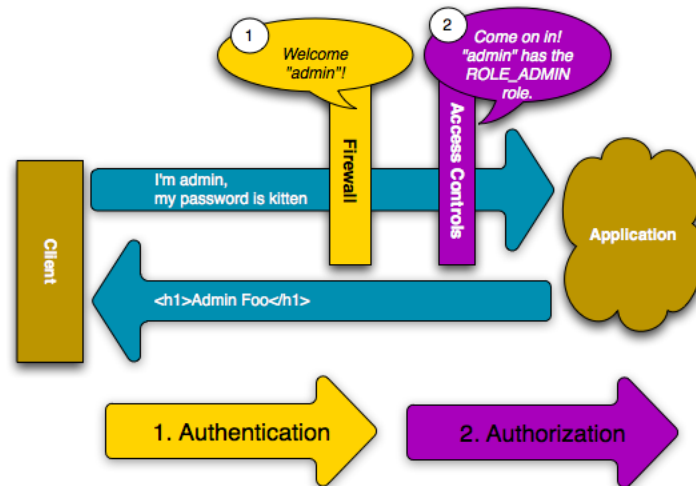 1
Welcome
"admin"!
2
Come on in!
"admin" has the
ROLE_ADMIN
role.
Firewall
Access Controls
I'm admin,
my password is kitten
Client
Application
<h1>Admin Foo</h1>
1. Authentication
2. Authorization